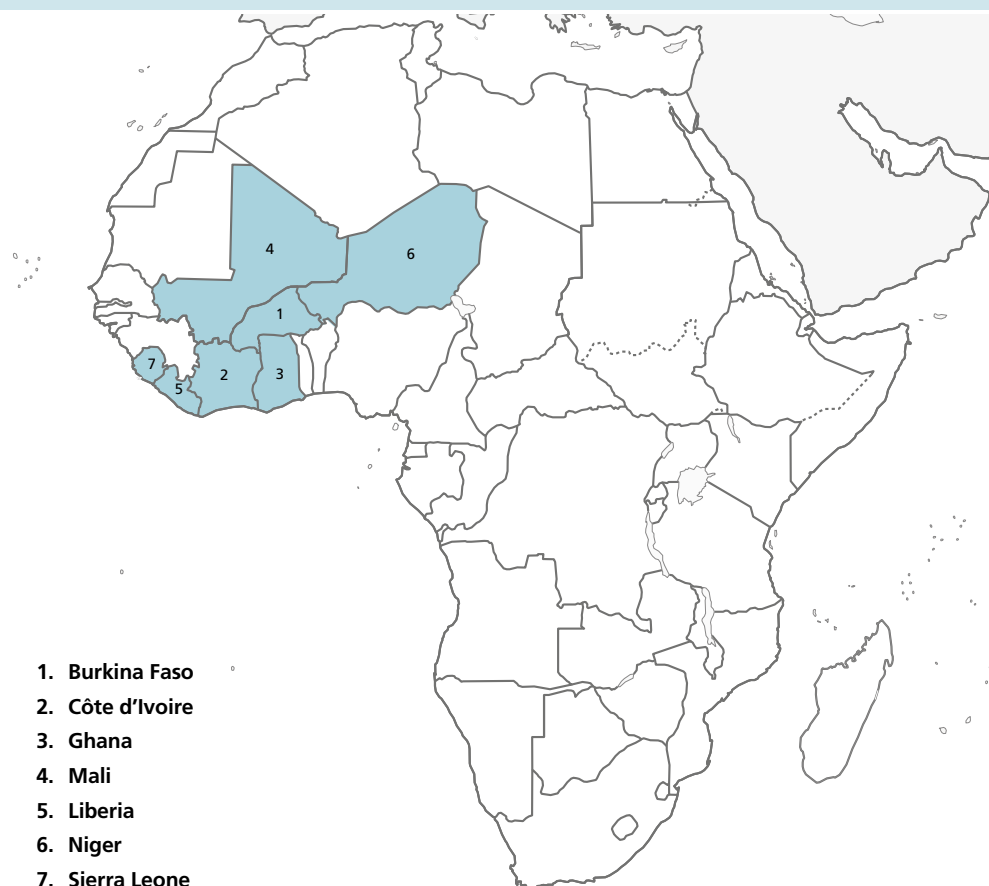 4
6
1
7
2
3
5
1. Burkina Faso
2. Côte d’Ivoire
3. Ghana
4. Mali
5. Liberia
6. Niger
7. Sierra Leone